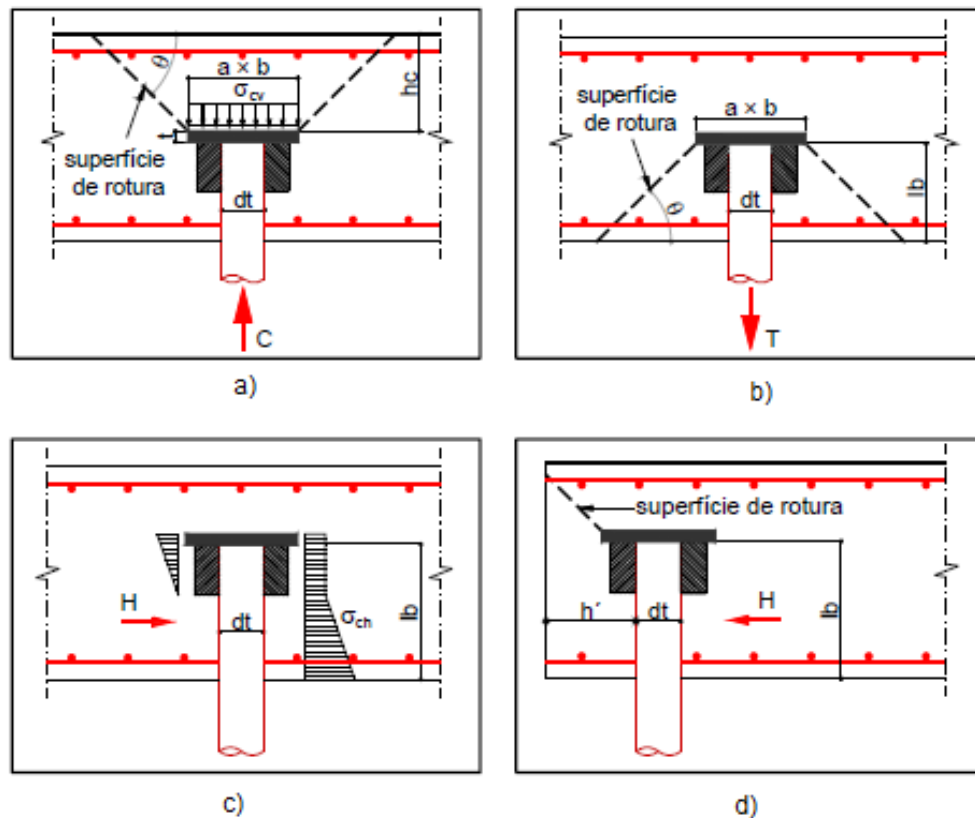 θ
a × b
σcv
hc
t
superfície
de rotura
dt
C
a)
superfície
de rotura
a × b
θ
dt
lb
T
b)
H
dt
lb
σch
c)
superfície de rotura
h´
dt
H
lb
d)